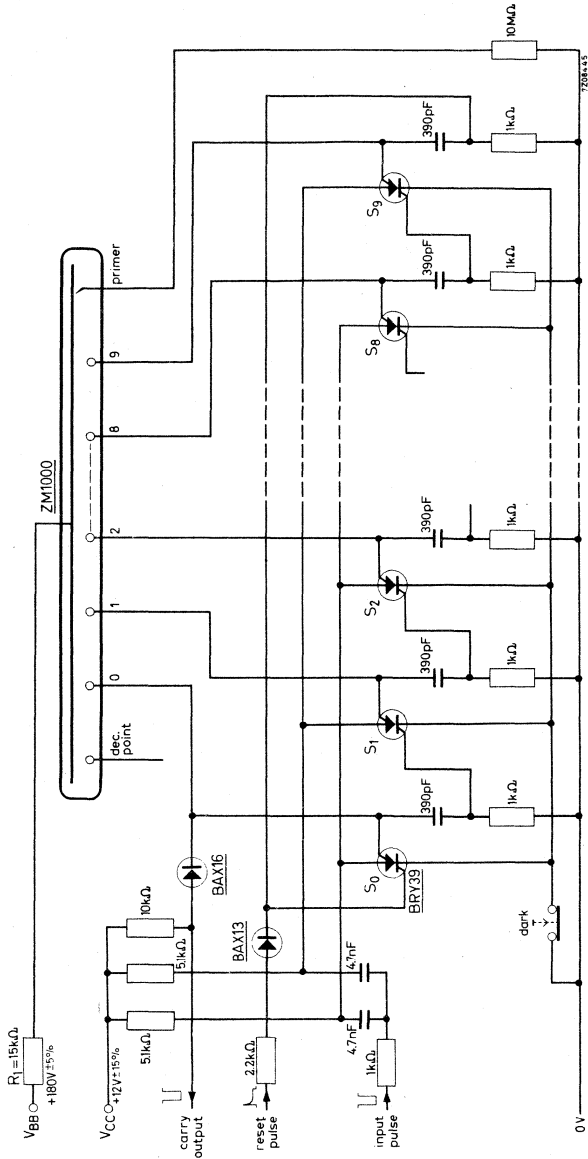 ZM1000
R₁=15kΩ
V_BB
+180V±5%
V_CC
+12V±15%
5.1kΩ
5.1kΩ
10kΩ
dec. point
0
1
2
8
9
primer
carry output
BAX16
BAX13
reset pulse
2.2kΩ
input pulse
1kΩ
4.7nF
4.7nF
S₀
BRY39
S₁
S₂
S₈
S₉
390pF
390pF
390pF
390pF
390pF
1kΩ
1kΩ
1kΩ
1kΩ
1kΩ
10MΩ
dark
0V
7Z08445